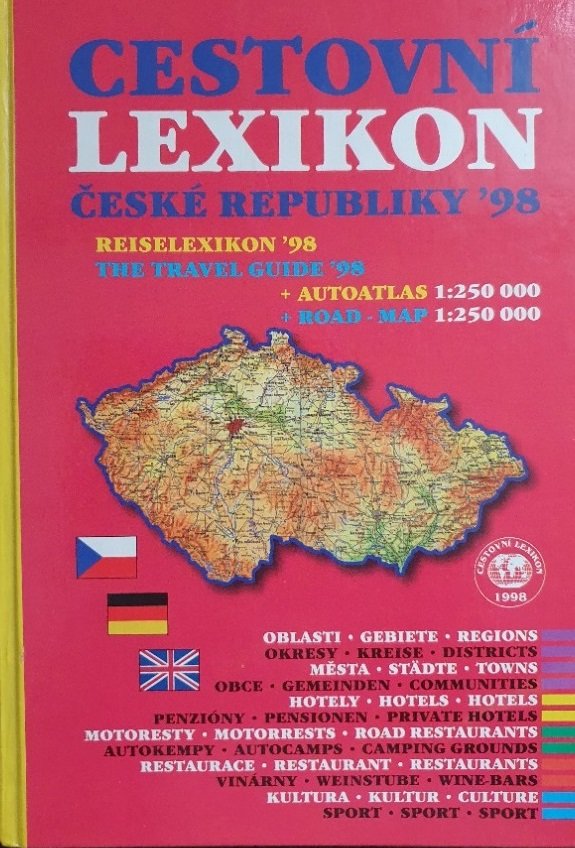 CESTOVNÍ
LEXIKON
ČESKÉ REPUBLIKY '98
REISELEXIKON '98
THE TRAVEL GUIDE '98
+ AUTOATLAS 1:250 000
+ ROAD - MAP 1:250 000
CESTOVNÍ LEXIKON
1998
OBLASTI · GEBIETE · REGIONS
OKRESY · KREISE · DISTRICTS
MĚSTA · STÄDTE · TOWNS
OBCE · GEMEINDEN · COMMUNITIES
HOTELY · HOTELS · HOTELS
PENZIÓNY · PENSIONEN · PRIVATE HOTELS
MOTORESTY · MOTORRESTS · ROAD RESTAURANTS
AUTOKEMPY · AUTOCAMPS · CAMPING GROUNDS
RESTAURACE · RESTAURANT · RESTAURANTS
VINÁRNY · WEINSTUBE · WINE-BARS
KULTURA · KULTUR · CULTURE
SPORT · SPORT · SPORT